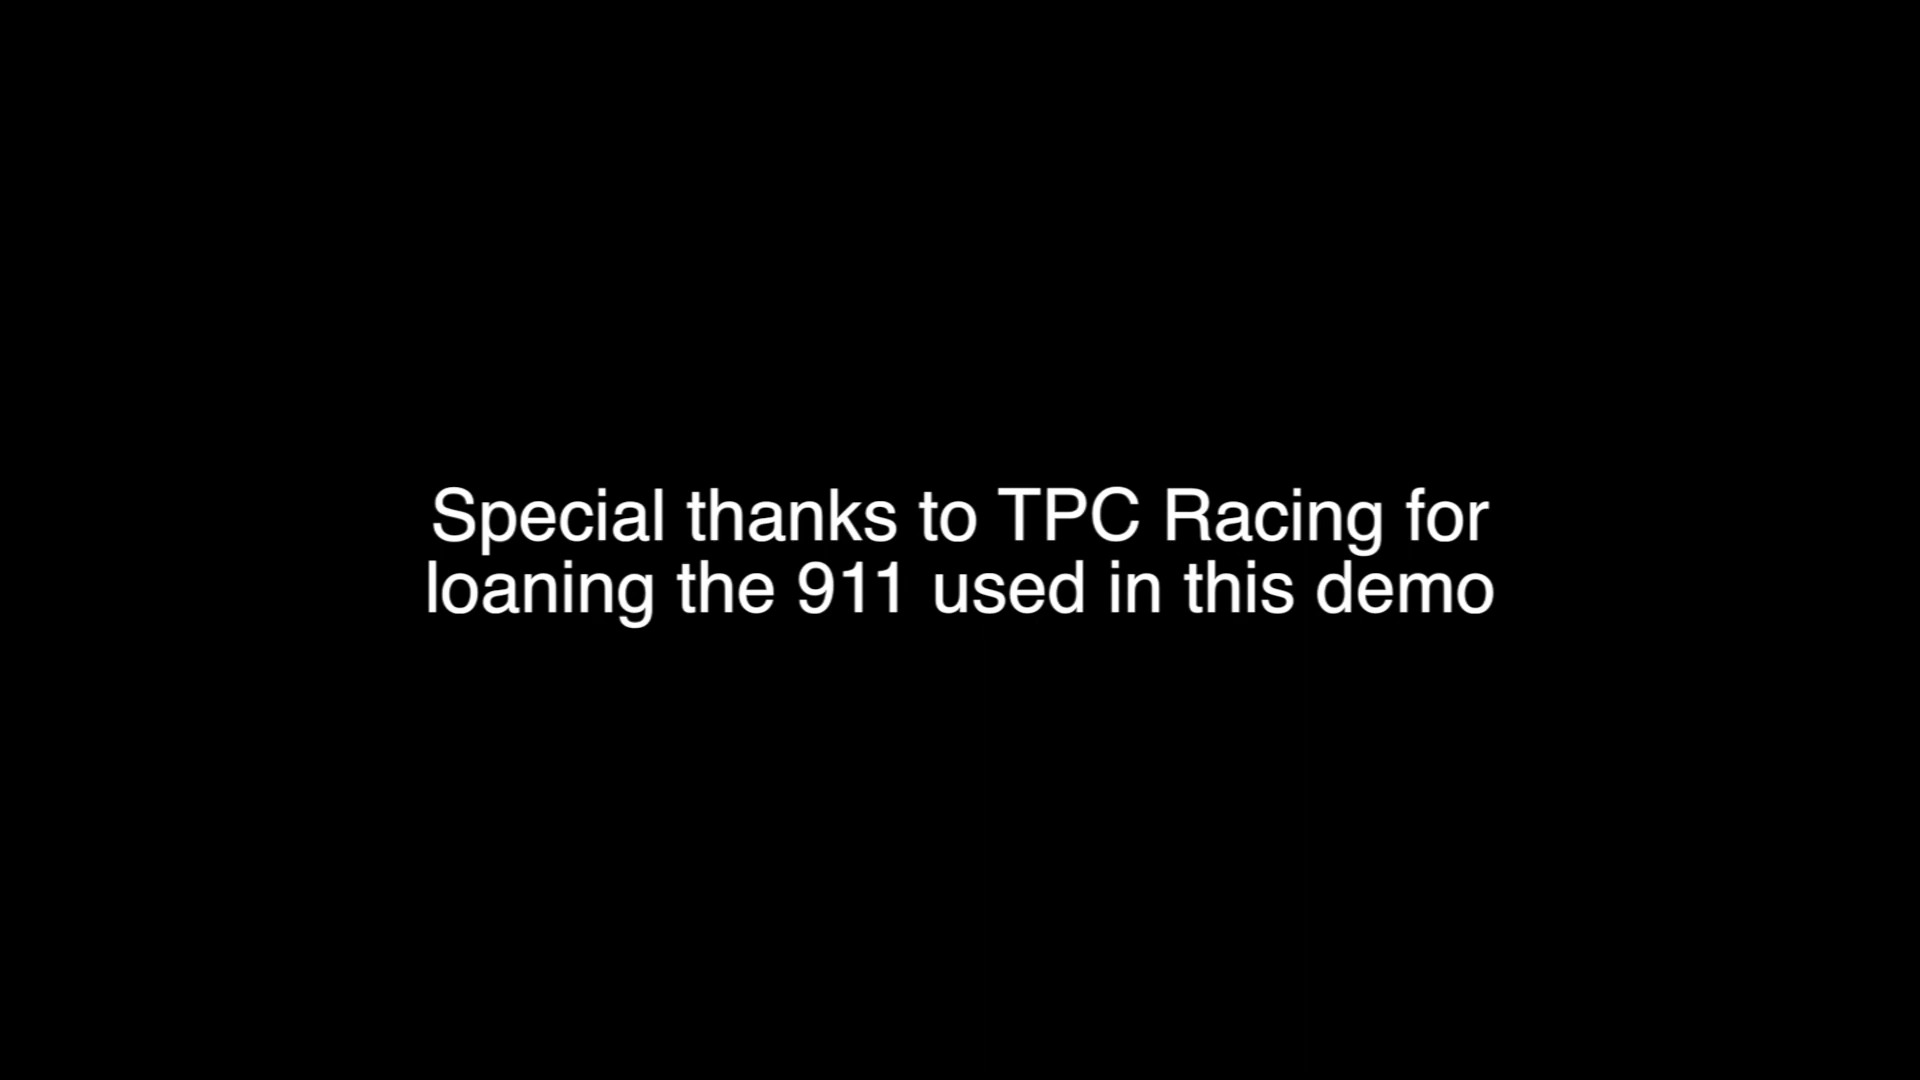 Special thanks to TPC Racing for
loaning the 911 used in this demo